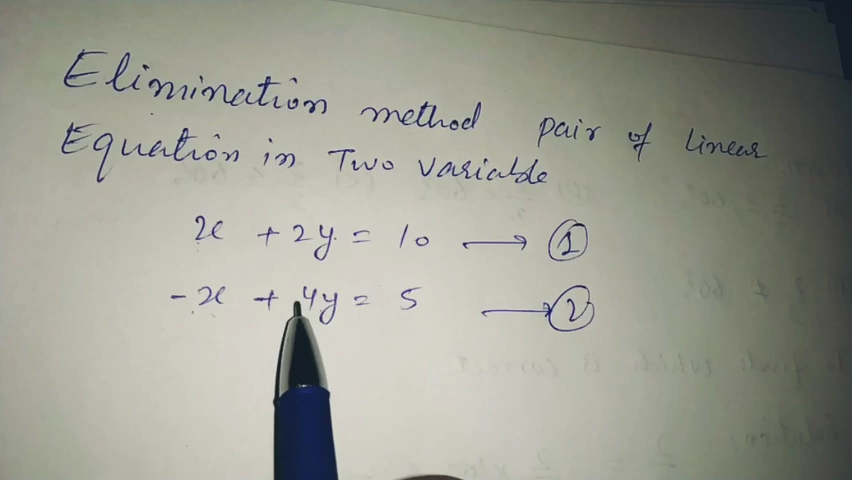 Elimination method pair of linear
Equation in Two variable
x + 2y = 10 → ①
-x + 4y = 5 → ②